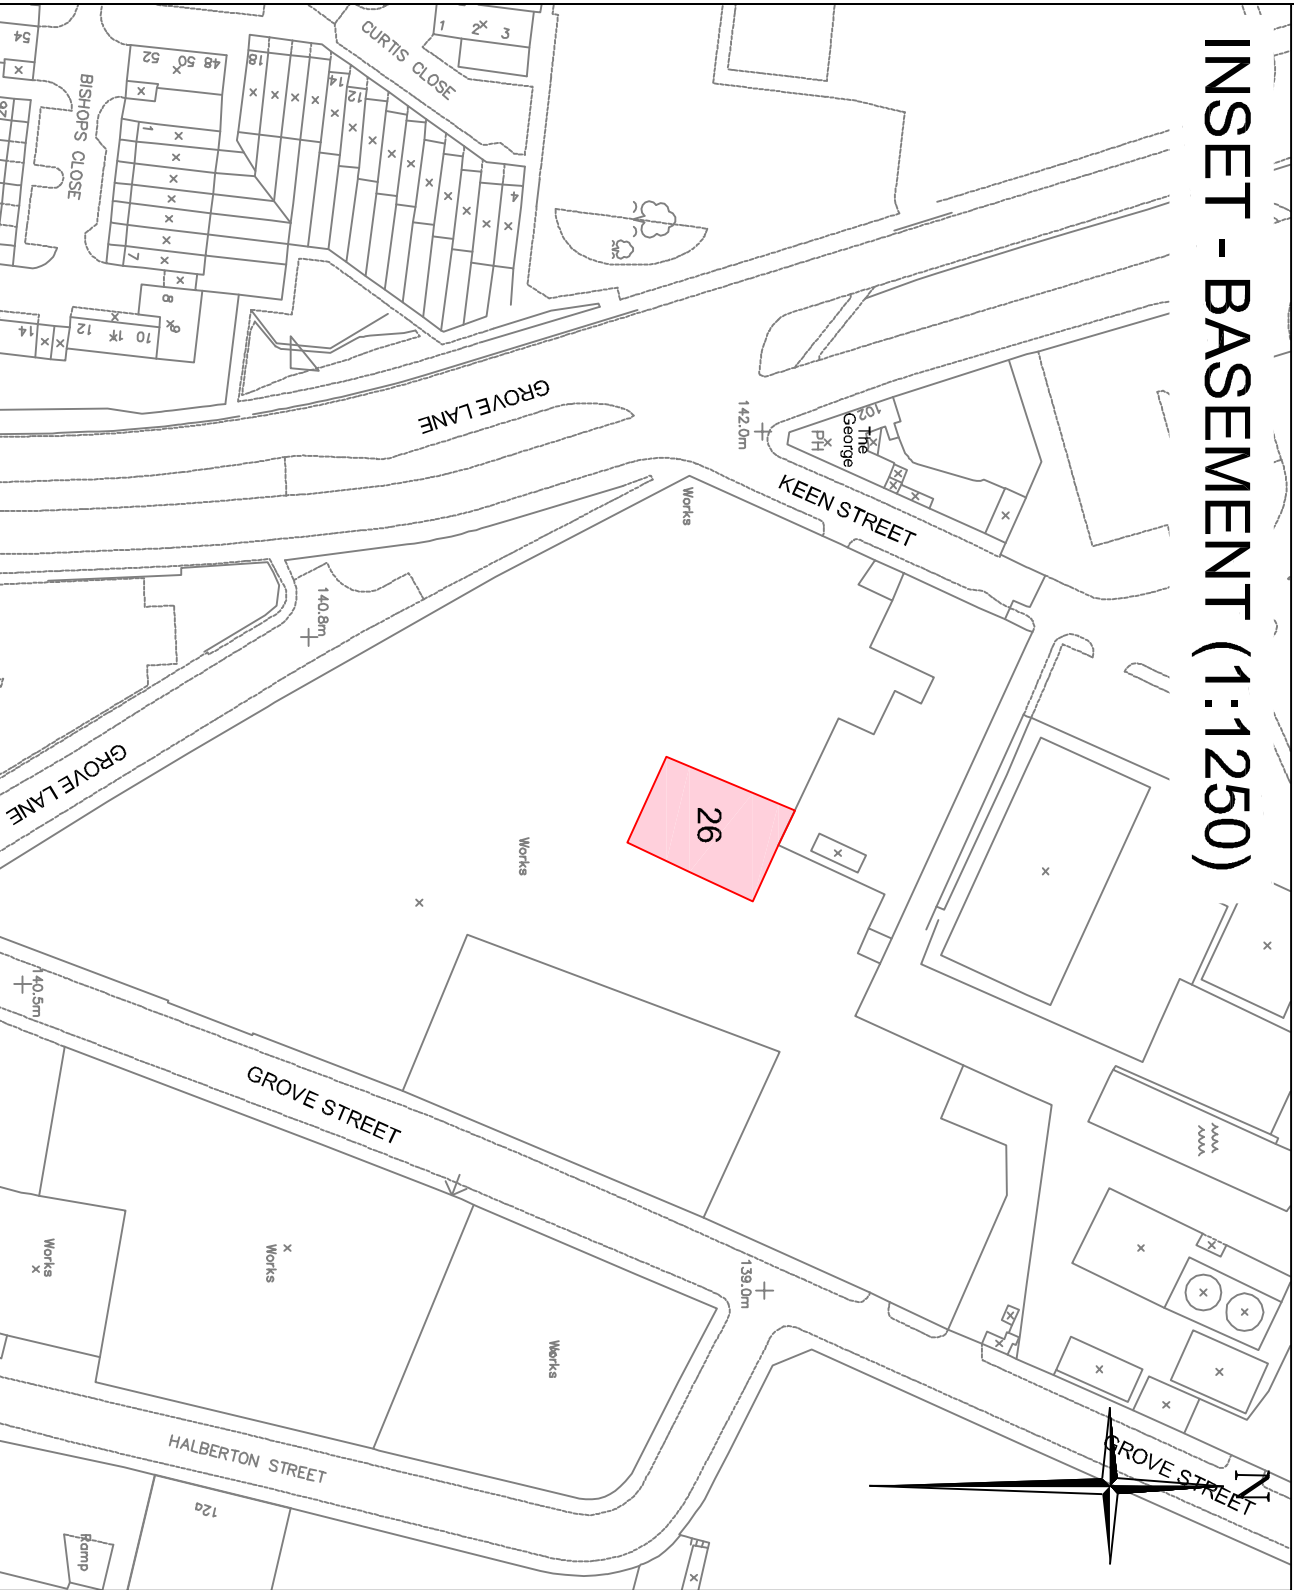 INSET - BASEMENT (1:1250)
CURTIS CLOSE
1 2 3
54
52 50 48
18
14
12
4
BISHOPS CLOSE
1
7
8
9
10
11
12
14
GROVE LANE
142.0m
102
The
George
PH
KEEN STREET
Works
140.8m
GROVE LANE
26
Works
140.5m
GROVE STREET
139.0m
Works
Works
Works
HALBERTON STREET
12a
Ramp
GROVE STREET
N